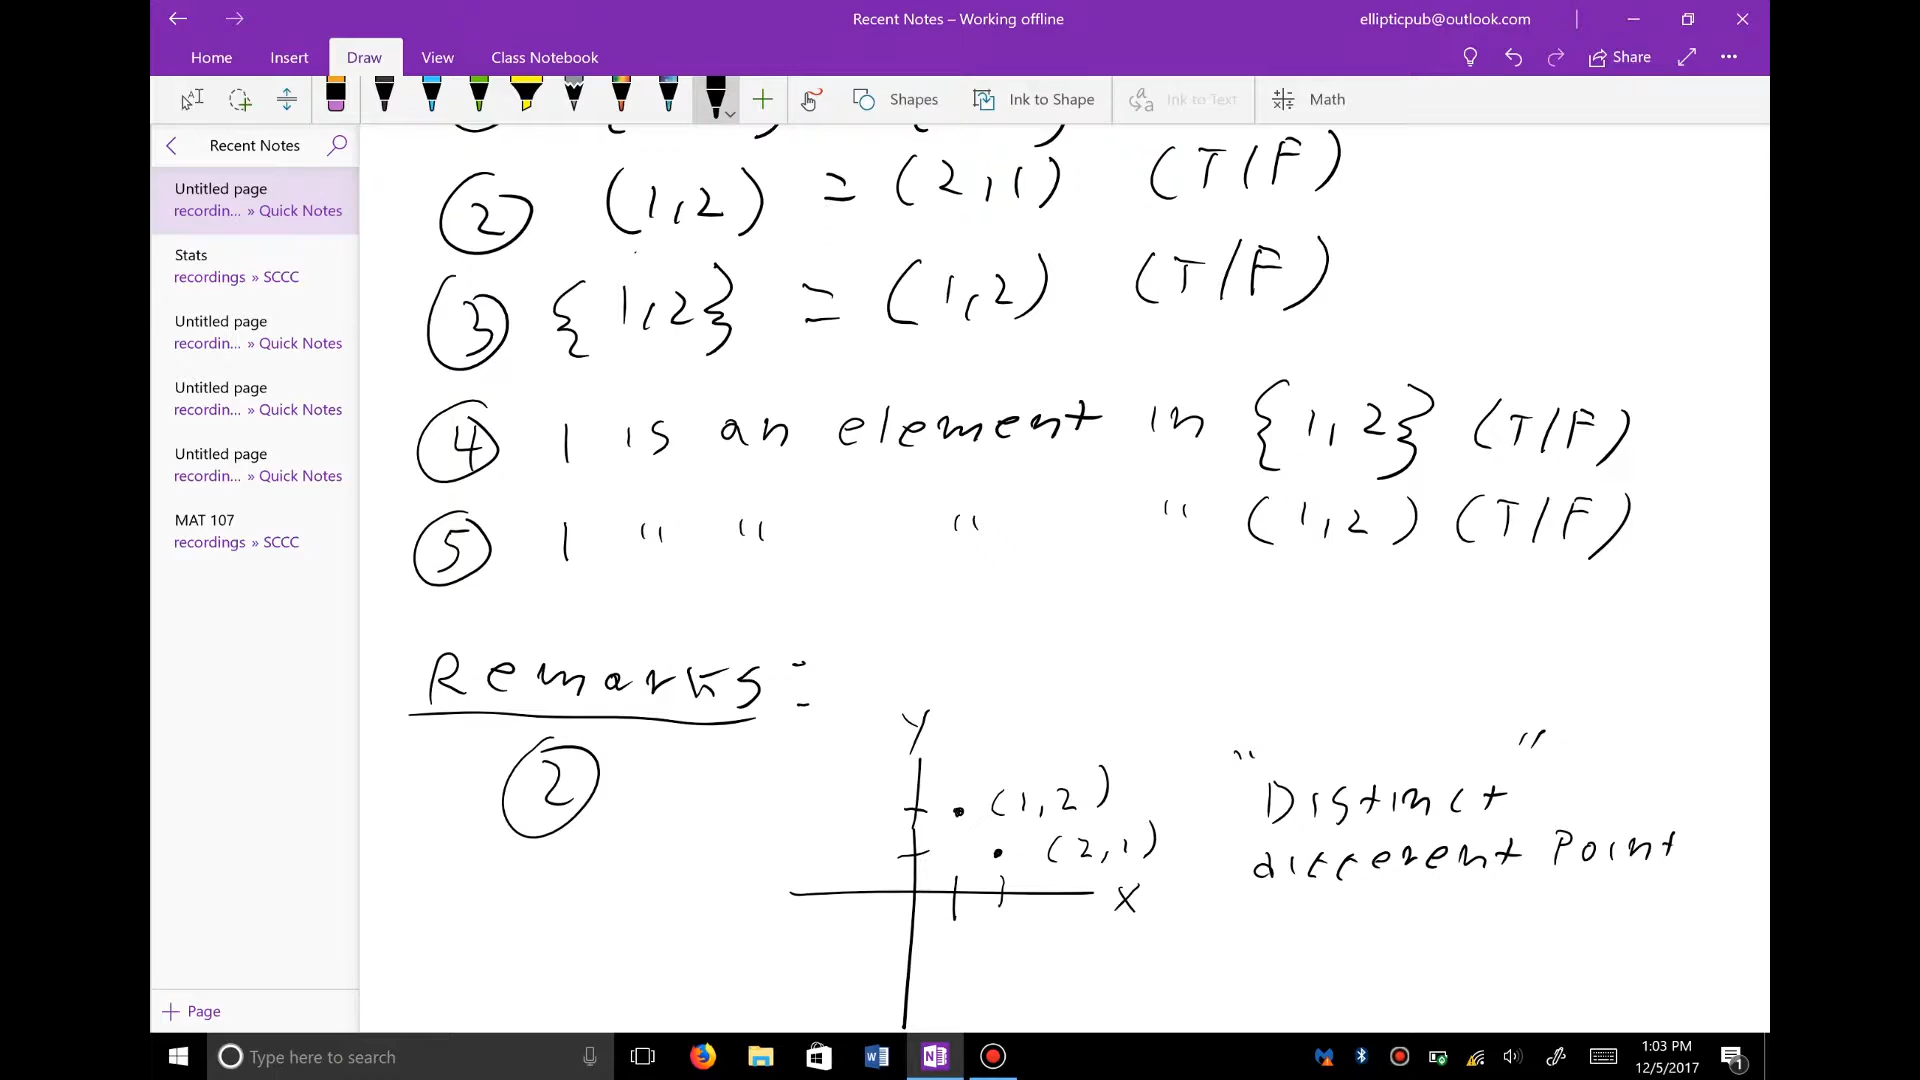 Recent Notes – Working offline
ellipticpub@outlook.com
Home Insert Draw View Class Notebook
Share
Shapes Ink to Shape Ink to Text Math
Recent Notes
Untitled page
recordin... » Quick Notes
Stats
recordings » SCCC
Untitled page
recordin... » Quick Notes
Untitled page
recordin... » Quick Notes
Untitled page
recordin... » Quick Notes
MAT 107
recordings » SCCC
Page
② (1,2) = (2,1) (T/F)
③ {1,2} = (1,2) (T/F)
④ 1 is an element in {1,2} (T/F)
⑤ 1 " " " " (1,2) (T/F)
Remarks:
②
Y
(1,2)
(2,1)
X
"Distinct"
different Point
Type here to search
1:03 PM
12/5/2017
1